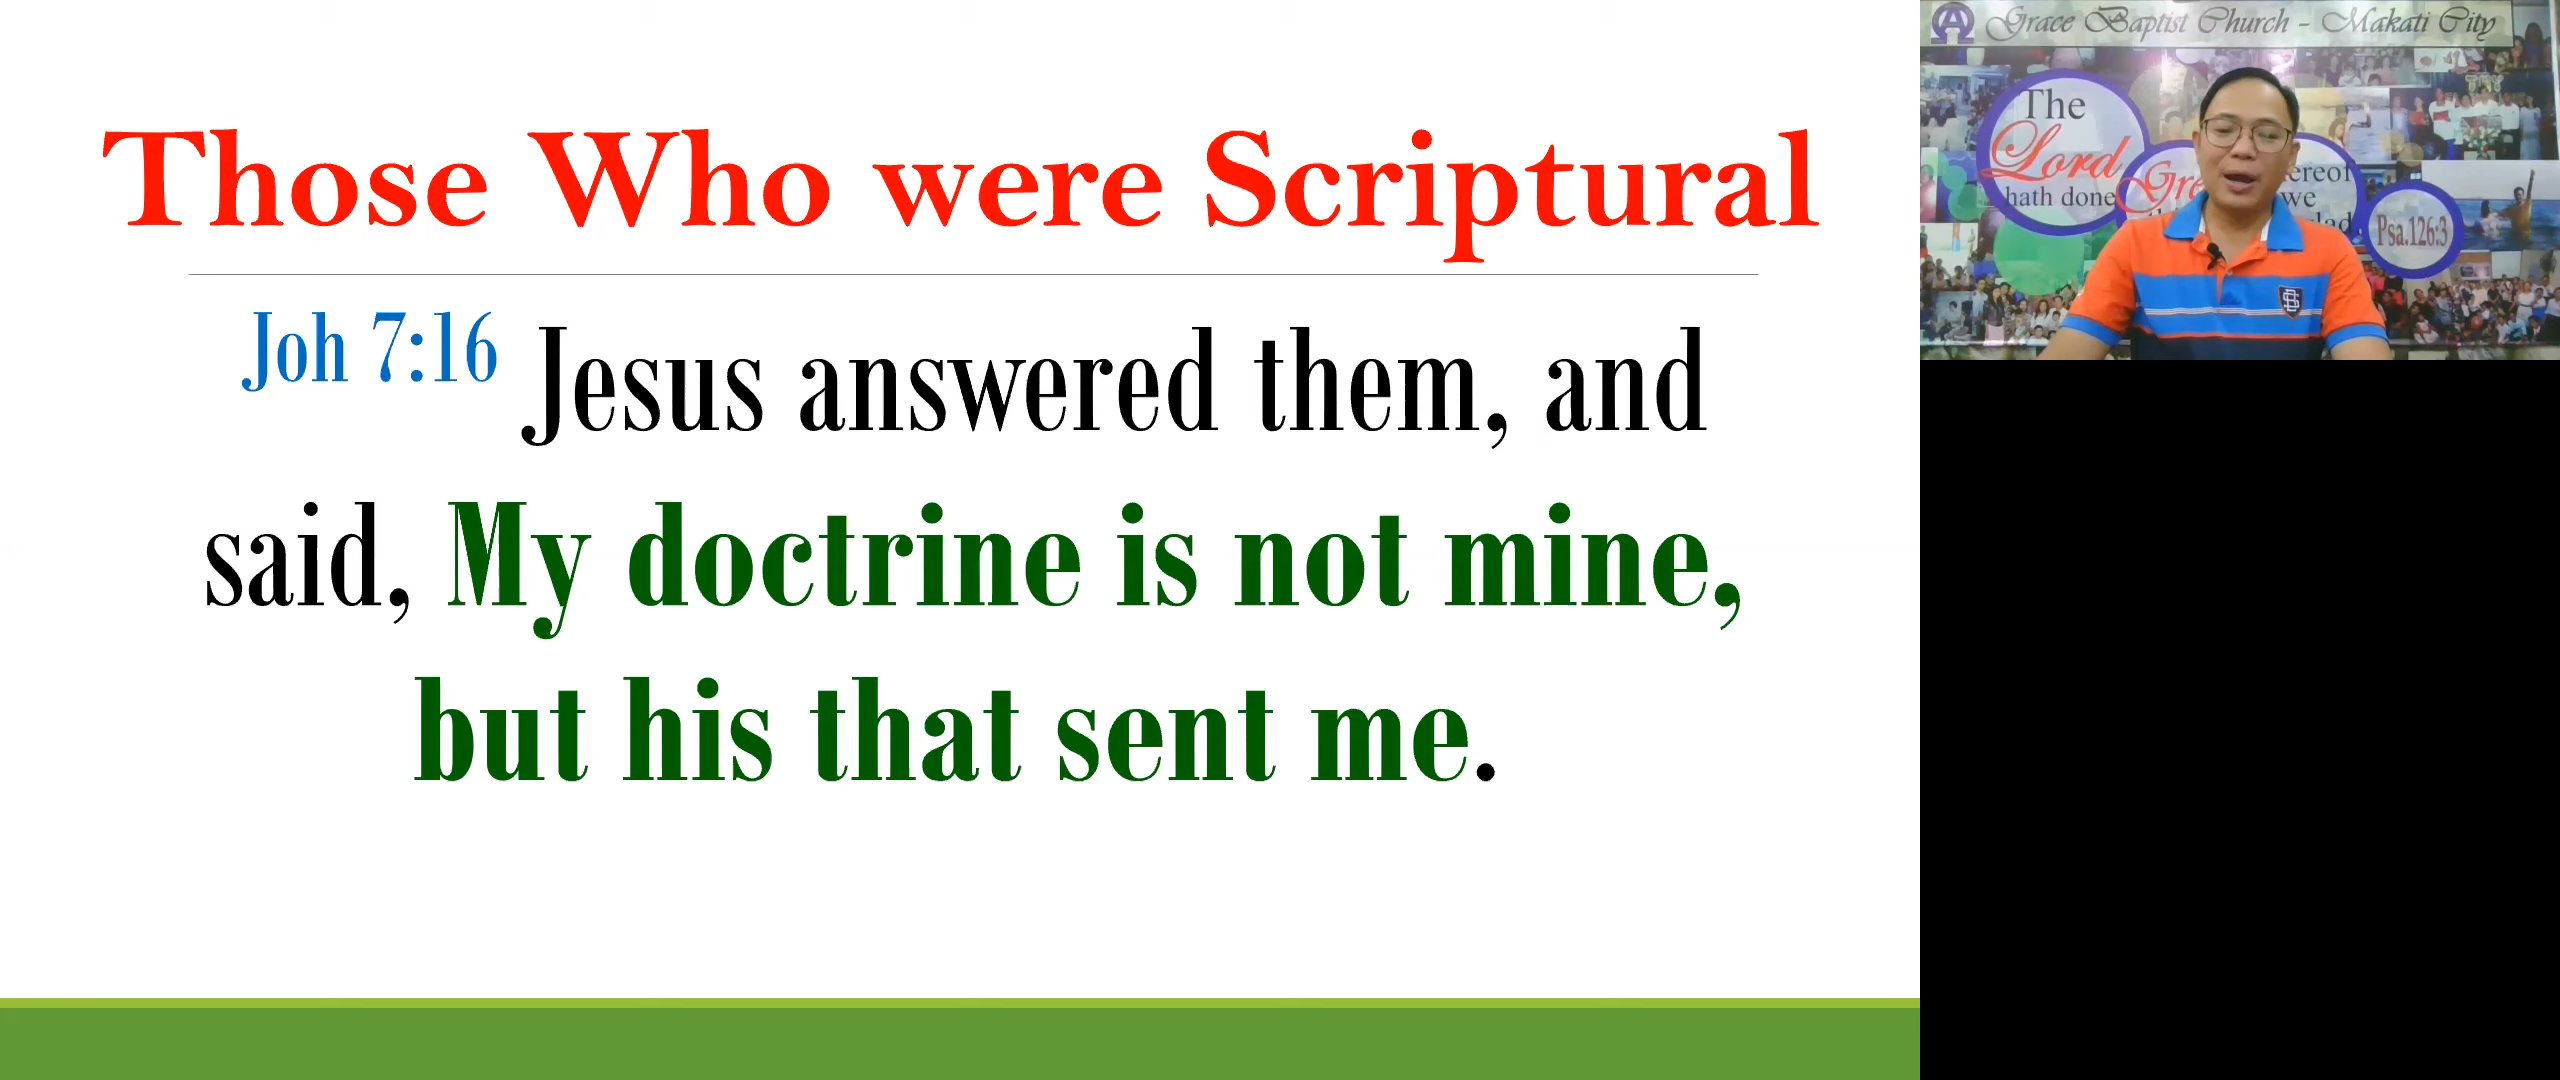 Those Who were Scriptural
Joh 7:16 Jesus answered them, and
said, My doctrine is not mine,
but his that sent me.
Grace Baptist Church - Makati City
The
Lord
hath done
we
Psa.126:3